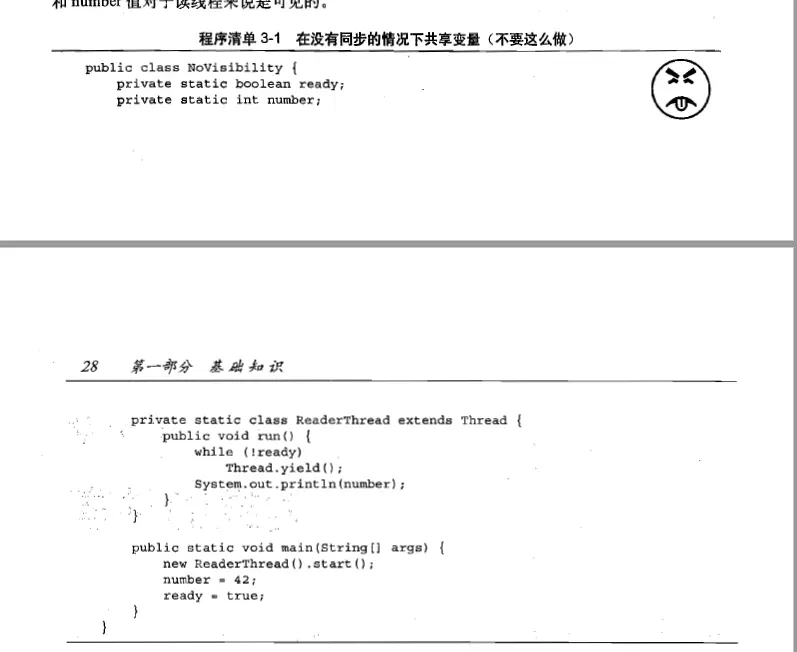 和 number 值对于读线程来说是可见的。
程序清单 3-1 在没有同步的情况下共享变量（不要这么做）
public class NoVisibility {
private static boolean ready;
private static int number;
28 第一部分 基础知识
private static class ReaderThread extends Thread {
public void run() {
while (!ready)
Thread.yield();
System.out.println(number);
}
}
public static void main(String[] args) {
new ReaderThread().start();
number = 42;
ready = true;
}
}